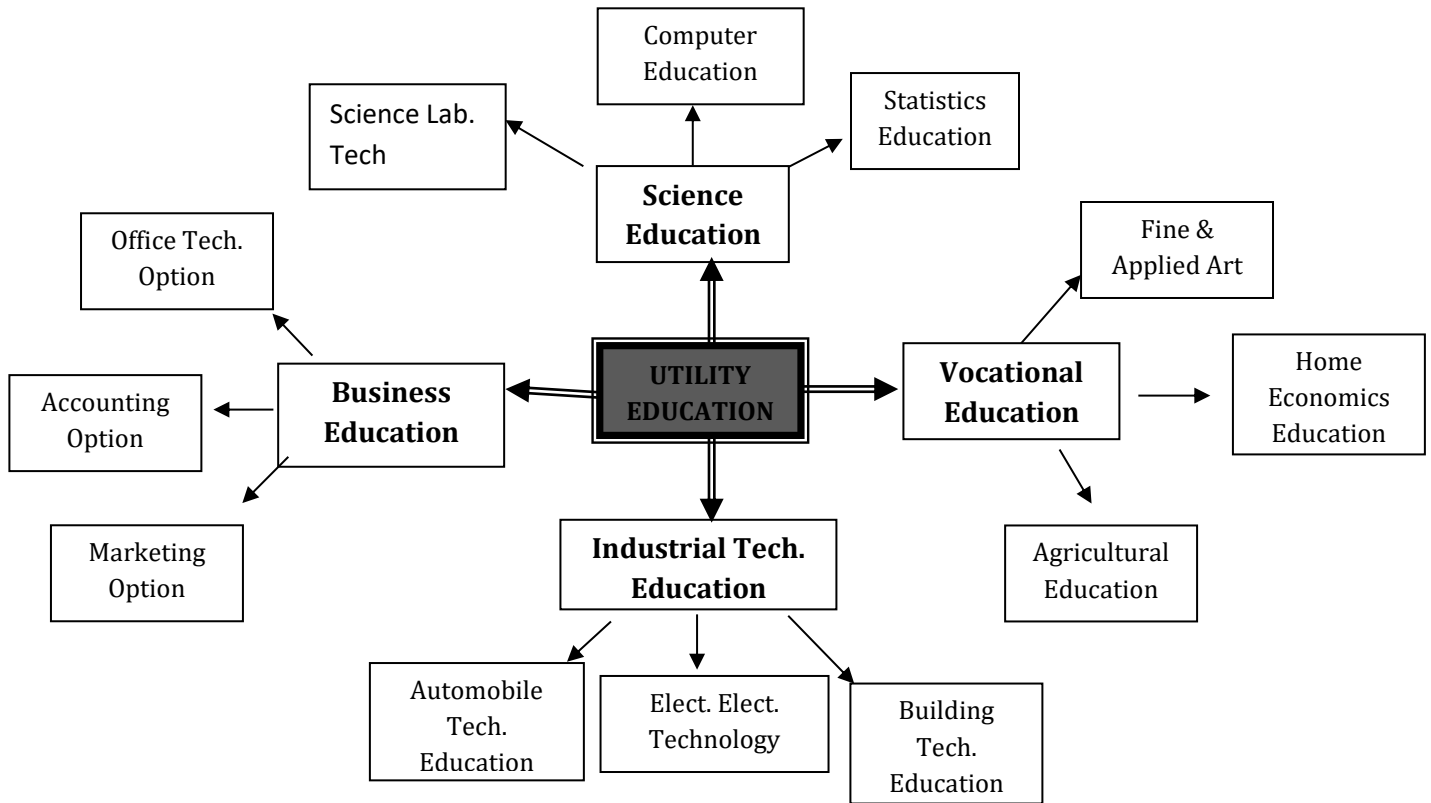 Computer
Education
Statistics
Education
Science Lab.
Tech
Science
Education
Office Tech.
Option
Fine &
Applied Art
UTILITY
EDUCATION
Business
Education
Vocational
Education
Home
Economics
Education
Accounting
Option
Marketing
Option
Industrial Tech.
Education
Agricultural
Education
Automobile
Tech.
Education
Elect. Elect.
Technology
Building
Tech.
Education